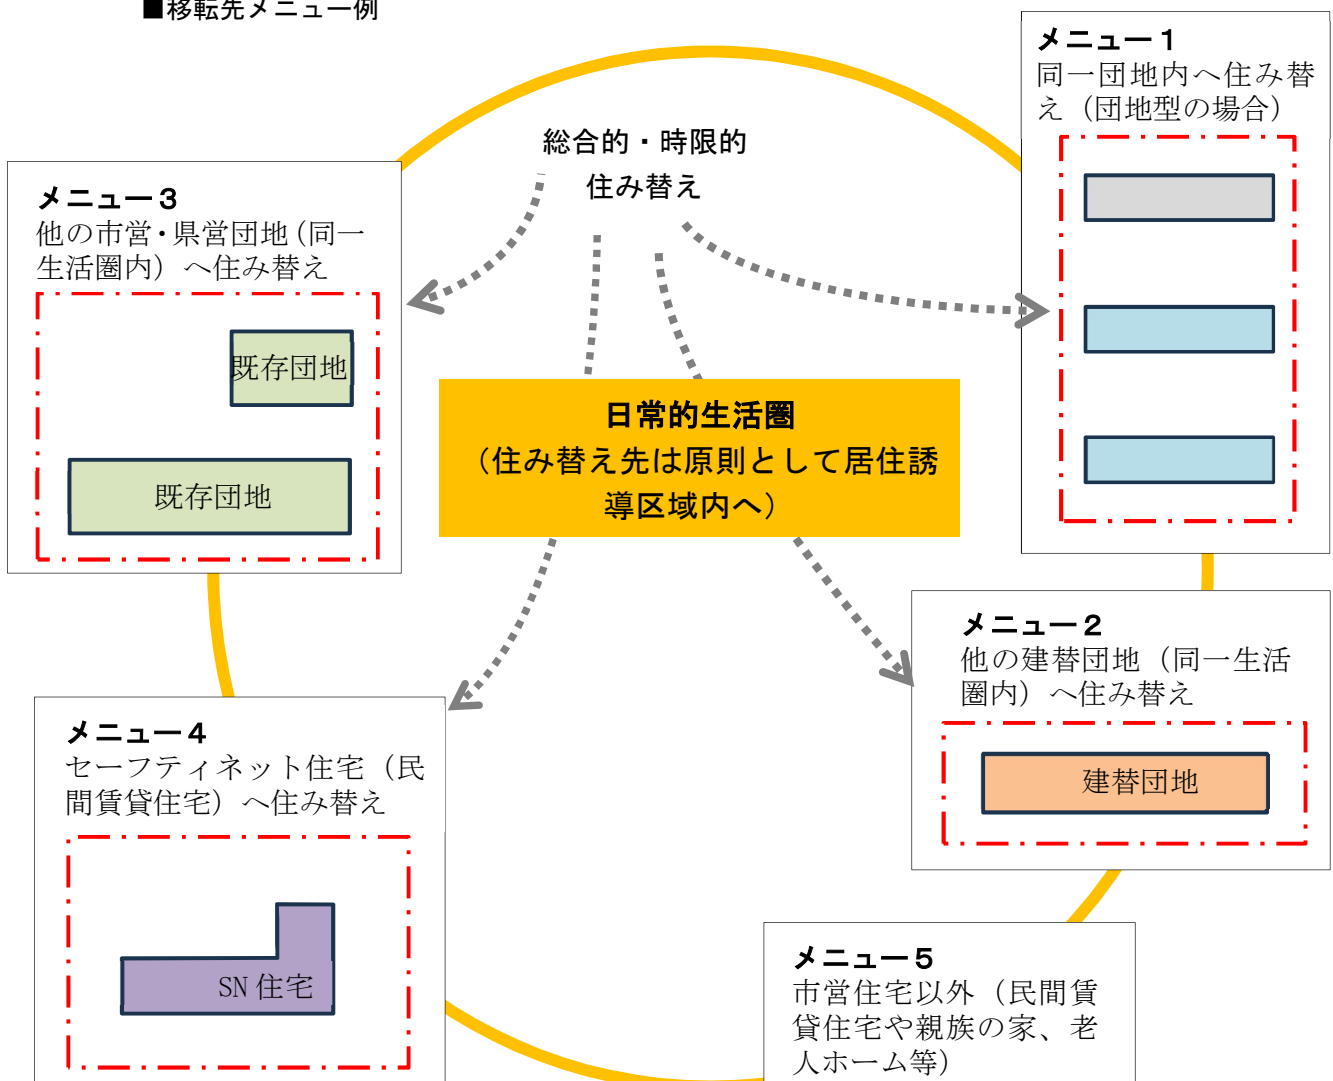 ■移転先メニュー例
総合的・時限的
住み替え
メニュー１
同一団地内へ住み替
え（団地型の場合）
メニュー３
他の市営・県営団地（同一
生活圏内）へ住み替え
既存団地
既存団地
日常的生活圏
（住み替え先は原則として居住誘
導区域内へ）
メニュー２
他の建替団地（同一生活
圏内）へ住み替え
建替団地
メニュー４
セーフティネット住宅（民
間賃貸住宅）へ住み替え
SN 住宅
メニュー５
市営住宅以外（民間賃
貸住宅や親族の家、老
人ホーム等）